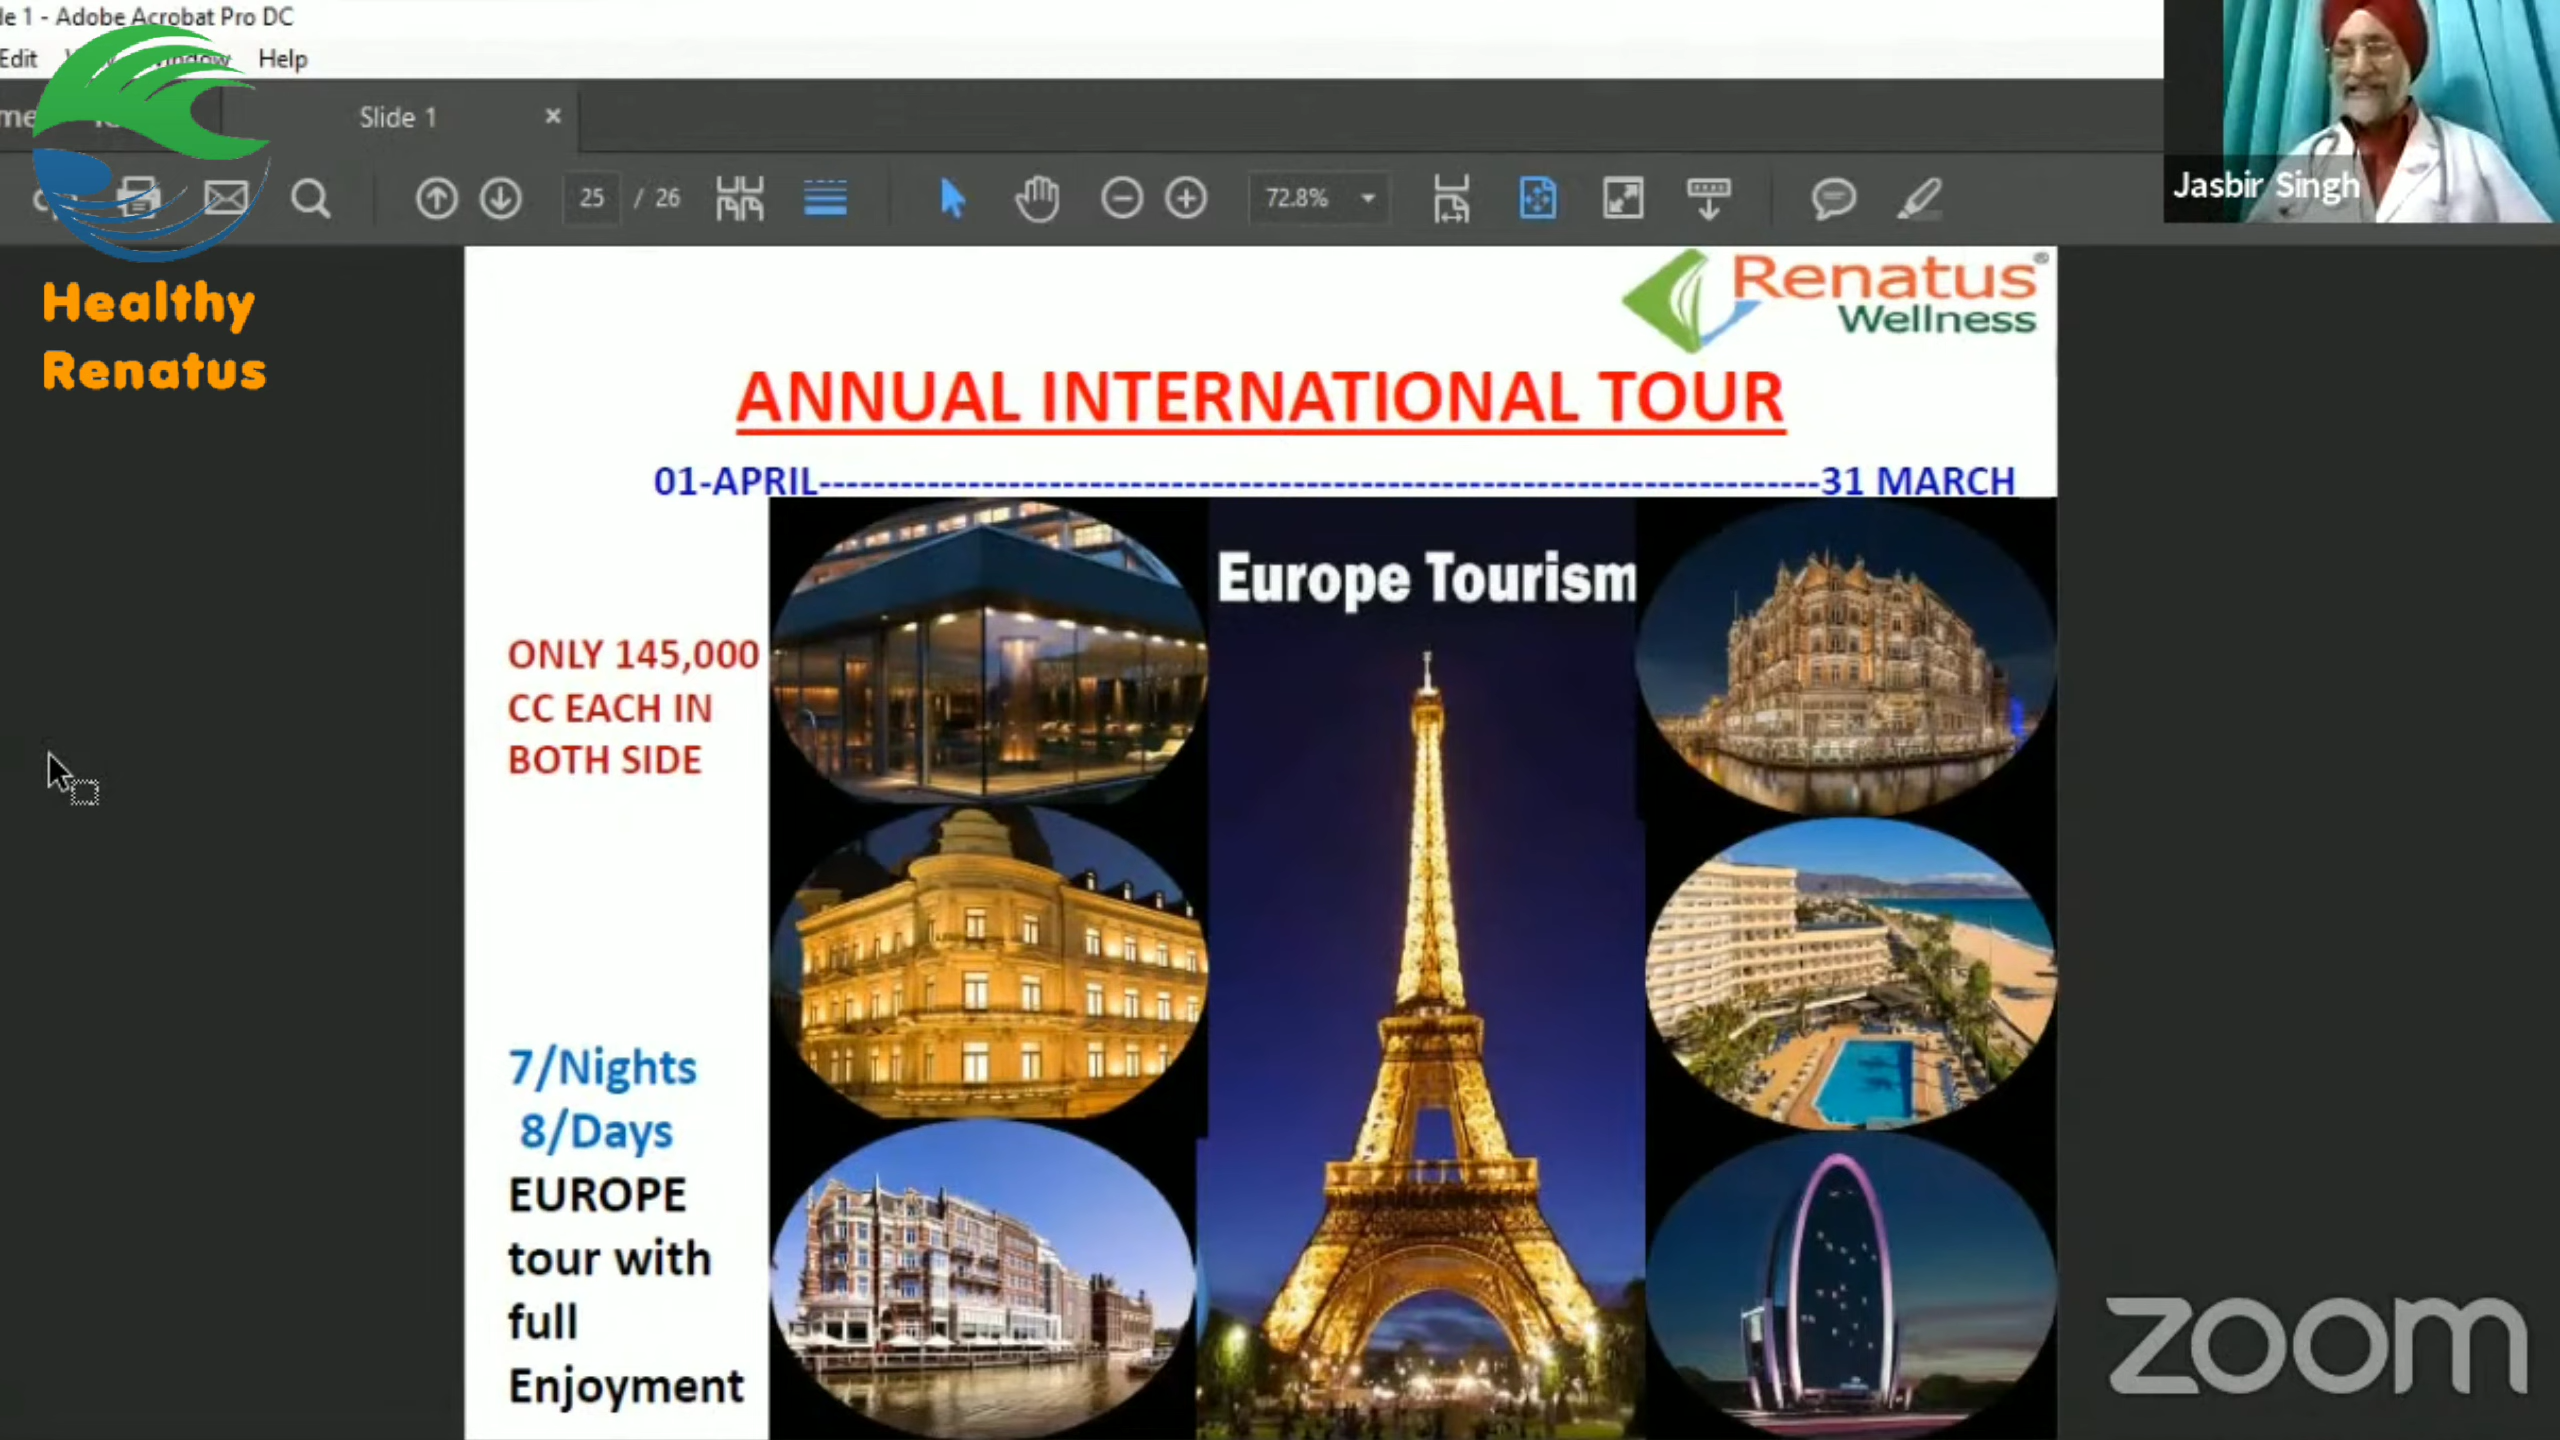 le 1 - Adobe Acrobat Pro DC
Edit Window Help
Slide 1
25 / 26
72.8%
Jasbir Singh
Healthy
Renatus
Renatus®
Wellness
ANNUAL INTERNATIONAL TOUR
01-APRIL--------------------------------------------------------------------------31 MARCH
Europe Tourism
ONLY 145,000
CC EACH IN
BOTH SIDE
7/Nights
8/Days
EUROPE
tour with
full
Enjoyment
zoom